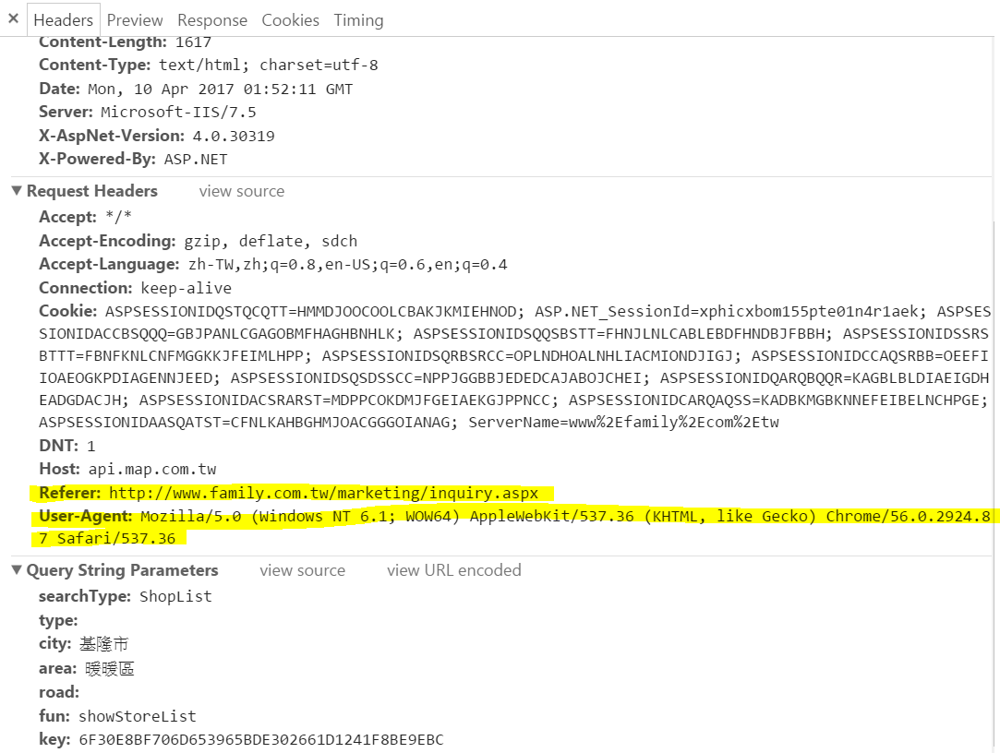 × Headers Preview Response Cookies Timing
Content-Length: 1617
Content-Type: text/html; charset=utf-8
Date: Mon, 10 Apr 2017 01:52:11 GMT
Server: Microsoft-IIS/7.5
X-AspNet-Version: 4.0.30319
X-Powered-By: ASP.NET
▼ Request Headers view source
Accept: */*
Accept-Encoding: gzip, deflate, sdch
Accept-Language: zh-TW,zh;q=0.8,en-US;q=0.6,en;q=0.4
Connection: keep-alive
Cookie: ASPSESSIONIDQSTQCQTT=HMMDJOOCOOLCBAKJKMIEHNOD; ASP.NET_SessionId=xphicxbom155pte01n4r1aek; ASPSES
SIONIDACCBSQQQ=GBJPANLCGAGOBMFHAGHBNHLK; ASPSESSIONIDSQQSBSTT=FHNJLNLCABLEBDFHNDBJFBBH; ASPSESSIONIDSSRS
BTTT=FBNFKNLCNFMGGKKJFEIMLHPP; ASPSESSIONIDSQRBSRCC=OPLNDHOALNHLIACMIONDJIGJ; ASPSESSIONIDCCAQSRBB=OEEFI
IOAEOGKPDIAGENNJEED; ASPSESSIONIDSQSDSSCC=NPPJGGBBJEDEDCAJABOJCHEI; ASPSESSIONIDQARQBQQR=KAGBLBLDIAEIGDH
EADGDACJH; ASPSESSIONIDACSRARST=MDPPCOKDMJFGEIAEKGJPPNCC; ASPSESSIONIDCARQAQSS=KADBKMGBKNNEFEIBELNCHPGE;
ASPSESSIONIDAASQATST=CFNLKAHBGHMJOACGGGOIANAG; ServerName=www%2Efamily%2Ecom%2Etw
DNT: 1
Host: api.map.com.tw
Referer: http://www.family.com.tw/marketing/inquiry.aspx
User-Agent: Mozilla/5.0 (Windows NT 6.1; WOW64) AppleWebKit/537.36 (KHTML, like Gecko) Chrome/56.0.2924.8
7 Safari/537.36
▼ Query String Parameters view source view URL encoded
searchType: ShopList
type:
city: 基隆市
area: 暖暖區
road:
fun: showStoreList
key: 6F30E8BF706D653965BDE302661D1241F8BE9EBC